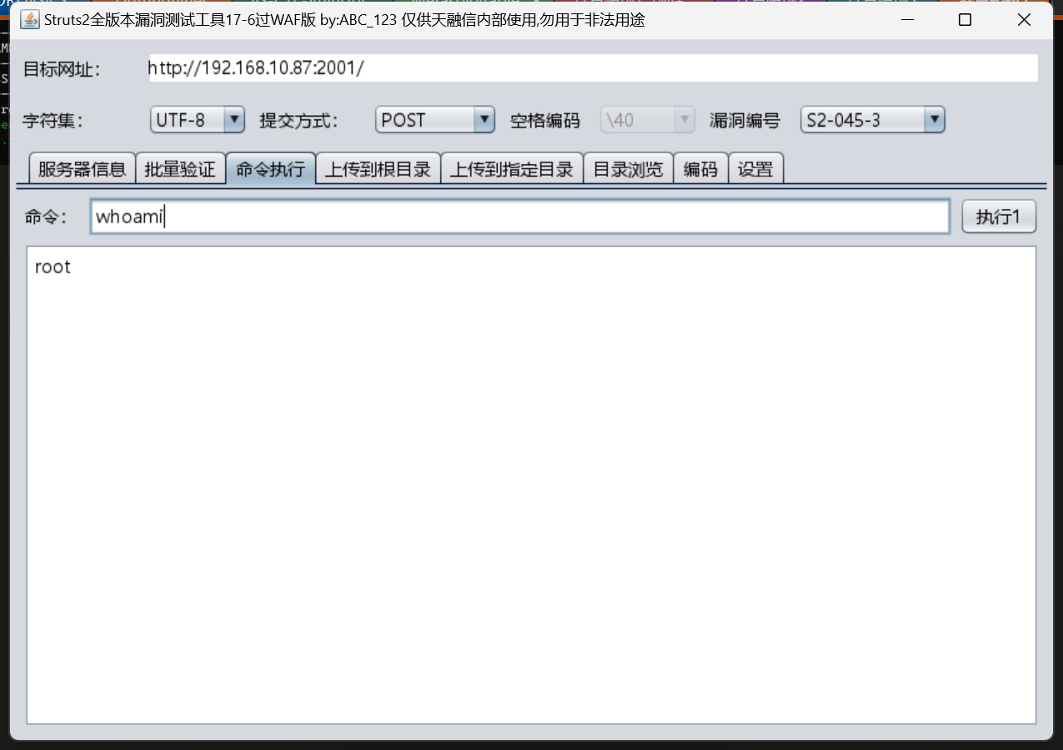 Struts2全版本漏洞测试工具17-6过WAF版 by:ABC_123 仅供天融信内部使用,勿用于非法用途
目标网址： http://192.168.10.87:2001/
字符集： UTF-8 提交方式： POST 空格编码 \40 漏洞编号 S2-045-3
服务器信息 批量验证 命令执行 上传到根目录 上传到指定目录 目录浏览 编码 设置
命令： whoami 执行1
root